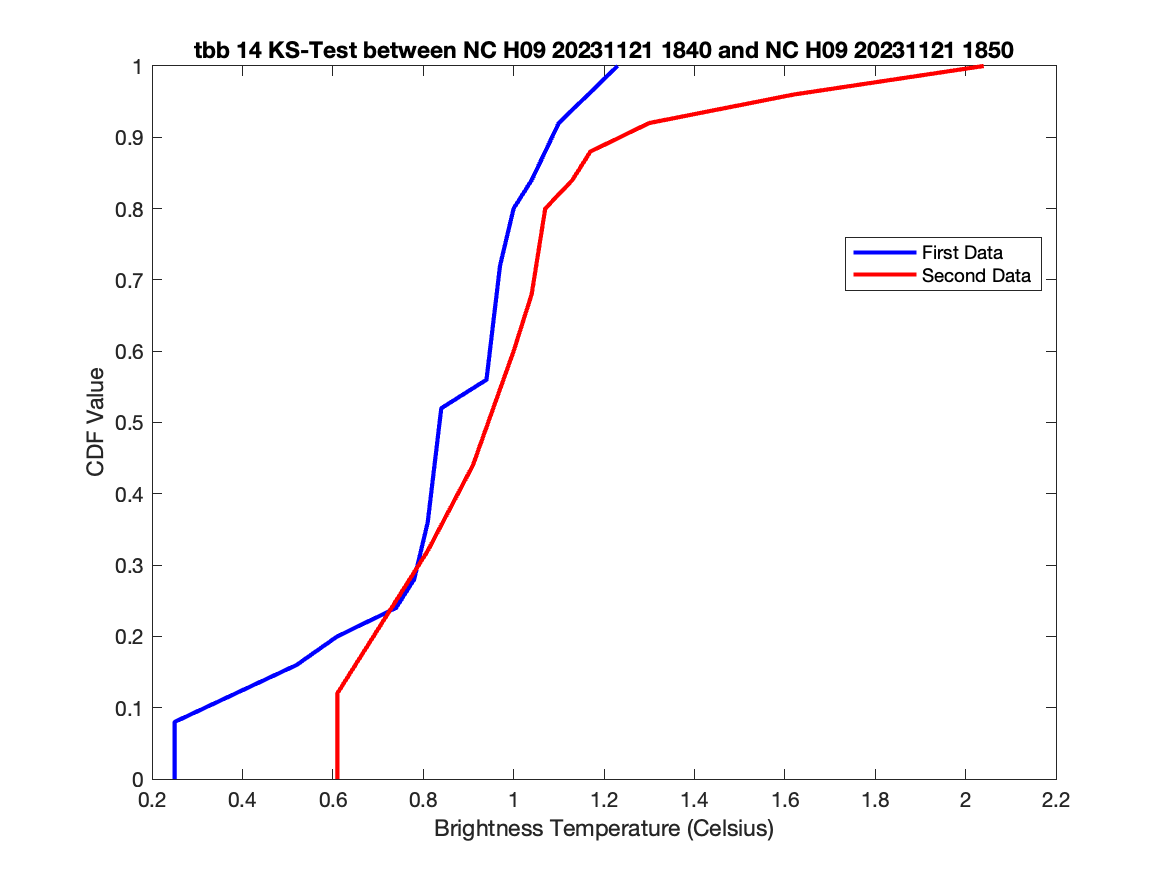 tbb 14 KS-Test between NC H09 20231121 1840 and NC H09 20231121 1850
1
0.9
0.8
0.7
0.6
0.5
0.4
0.3
0.2
0.1
0
CDF Value
First Data
Second Data
0.2 0.4 0.6 0.8 1 1.2 1.4 1.6 1.8 2 2.2
Brightness Temperature (Celsius)